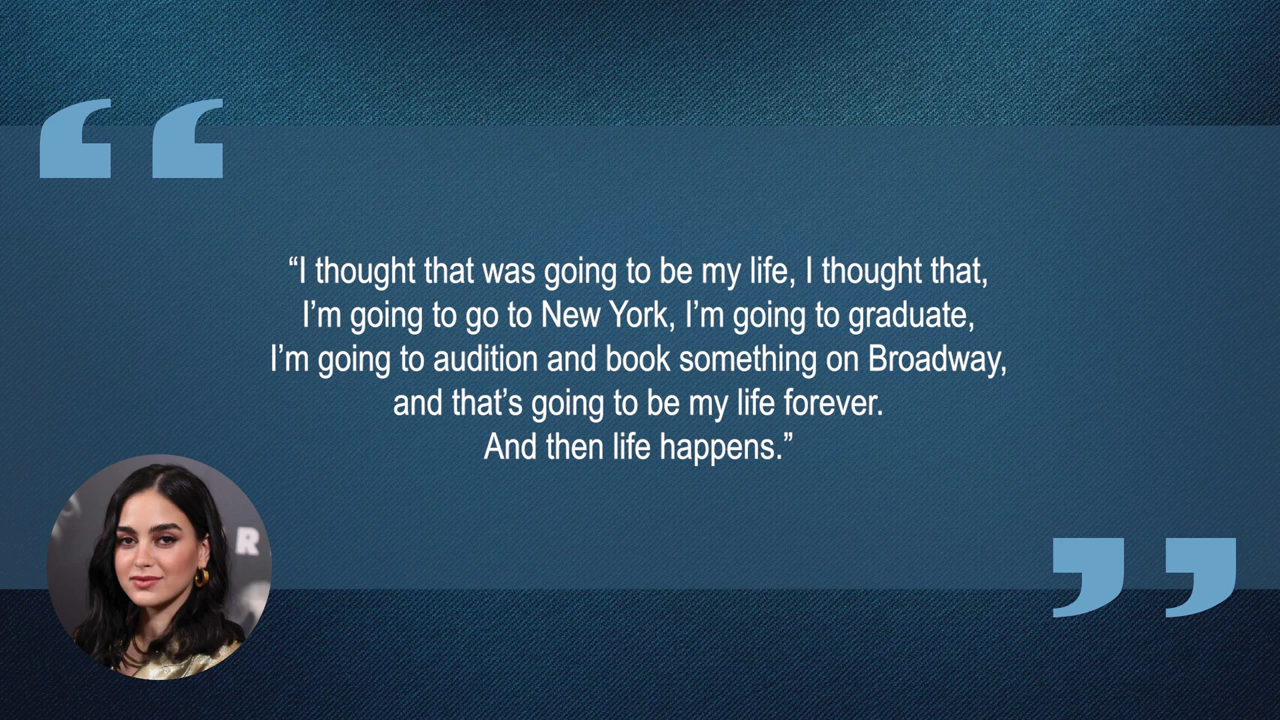 “I thought that was going to be my life, I thought that,
I’m going to go to New York, I’m going to graduate,
I’m going to audition and book something on Broadway,
and that’s going to be my life forever.
And then life happens.”
R